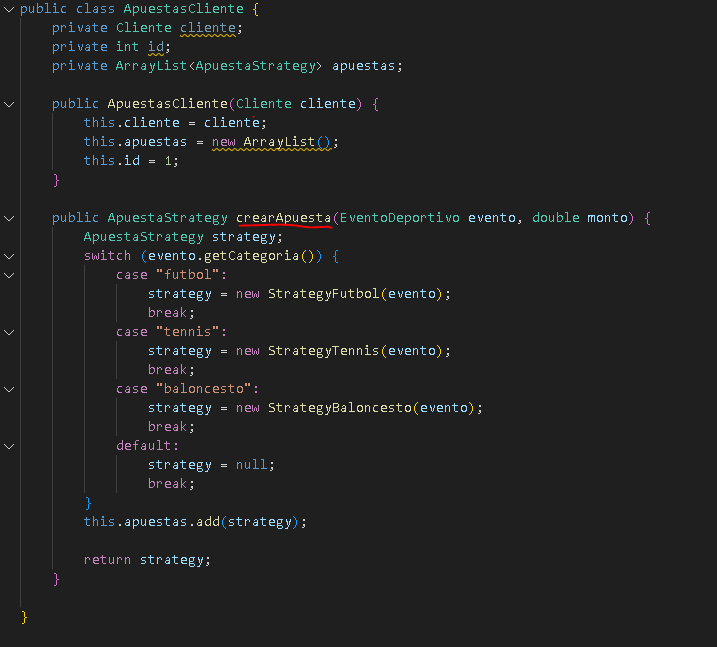 public class ApuestasCliente {
    private Cliente cliente;
    private int id;
    private ArrayList<ApuestaStrategy> apuestas;

    public ApuestasCliente(Cliente cliente) {
        this.cliente = cliente;
        this.apuestas = new ArrayList();
        this.id = 1;
    }

    public ApuestaStrategy crearApuesta(EventoDeportivo evento, double monto) {
        ApuestaStrategy strategy;
        switch (evento.getCategoria()) {
            case "futbol":
                strategy = new StrategyFutbol(evento);
                break;
            case "tennis":
                strategy = new StrategyTennis(evento);
                break;
            case "baloncesto":
                strategy = new StrategyBaloncesto(evento);
                break;
            default:
                strategy = null;
                break;
        }
        this.apuestas.add(strategy);

        return strategy;
    }

}